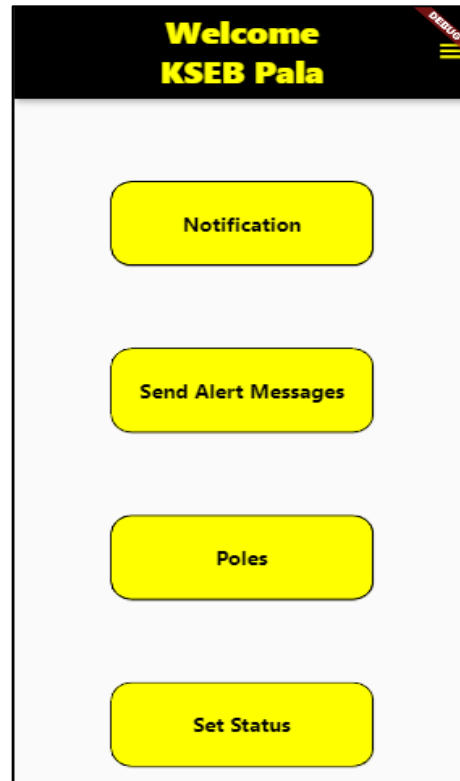 Welcome
KSEB Pala
DEBUG
Notification
Send Alert Messages
Poles
Set Status